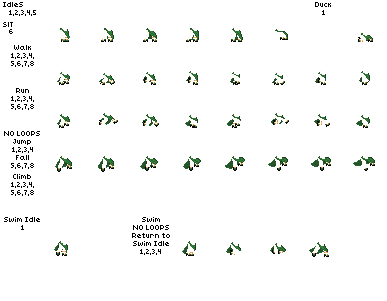 IdleS
1,2,3,4,5
Duck
1
SIT
6
Walk
1,2,3,4,
5,6,7,8
Run
1,2,3,4,
5,6,7,8
NO LOOPS
Jump
1,2,3,4
Fall
5,6,7,8
Climb
1,2,3,4,
5,6,7,8
Swim Idle
1
Swim
NO LOOPS
Return to
Swim Idle
1,2,3,4